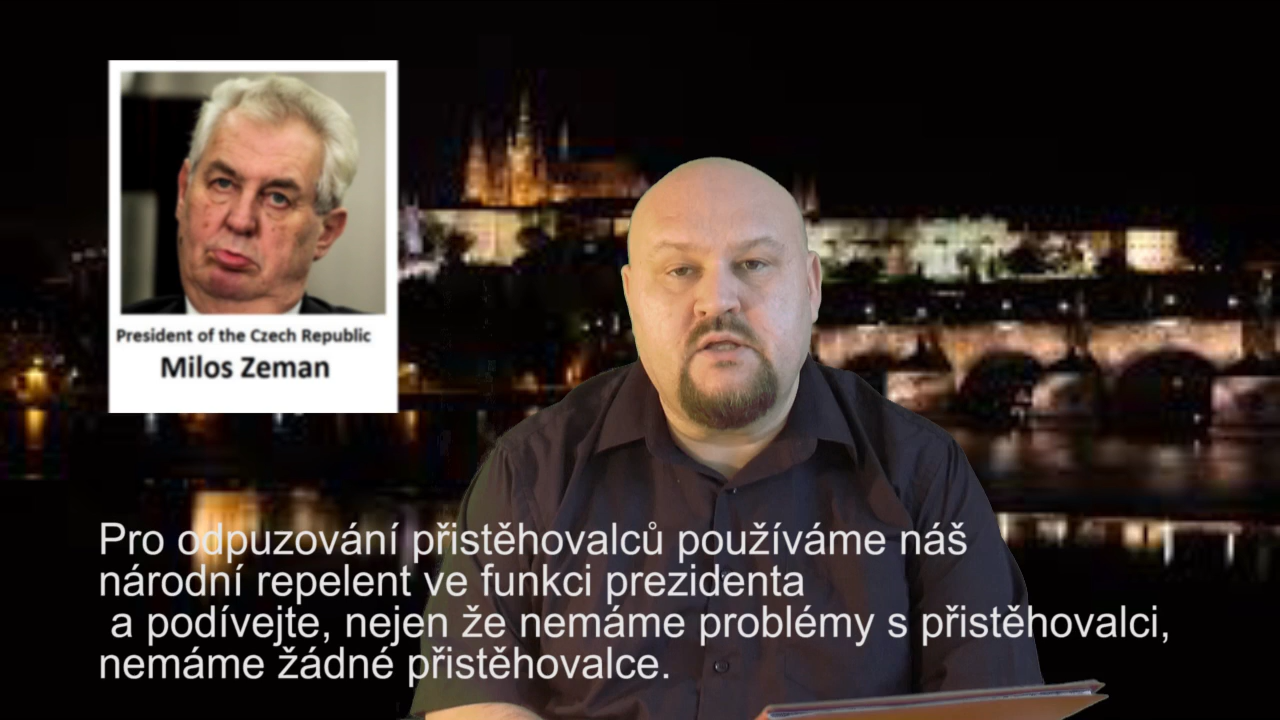 President of the Czech Republic
Milos Zeman
Pro odpuzování přistěhovalců používáme náš
národní repelent ve funkci prezidenta
a podívejte, nejen že nemáme problémy s přistěhovalci,
nemáme žádné přistěhovalce.